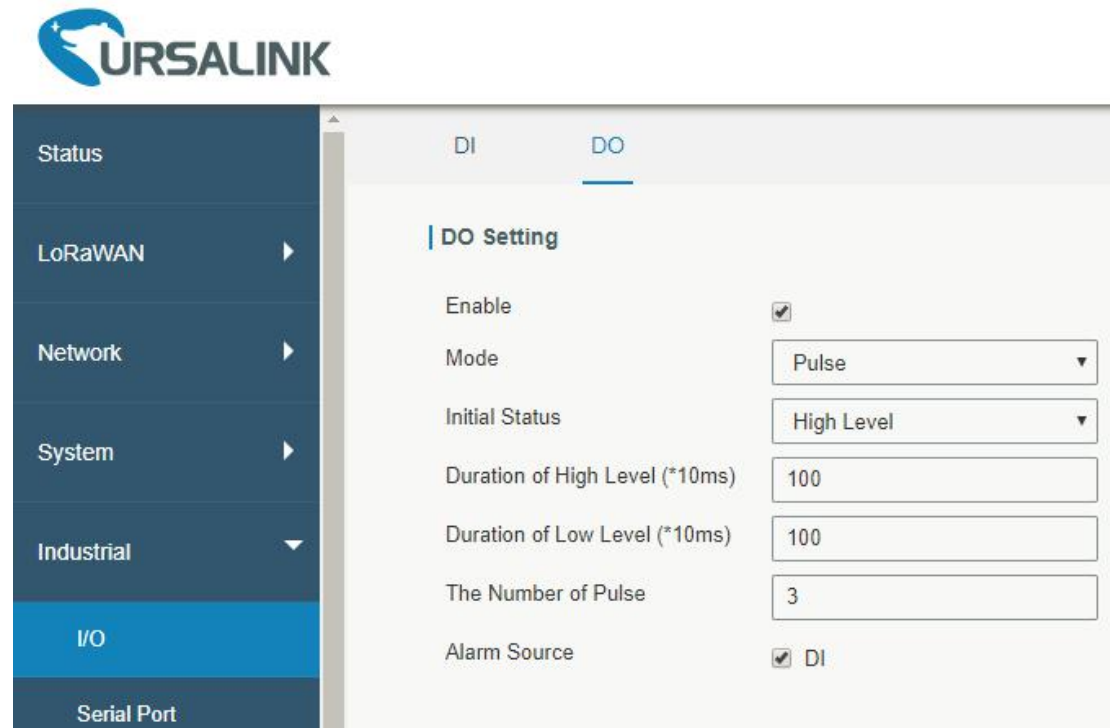 URSALINK
Status
LoRaWAN
Network
System
Industrial
I/O
Serial Port
DI DO
DO Setting
Enable
Mode Pulse
Initial Status High Level
Duration of High Level (*10ms) 100
Duration of Low Level (*10ms) 100
The Number of Pulse 3
Alarm Source DI